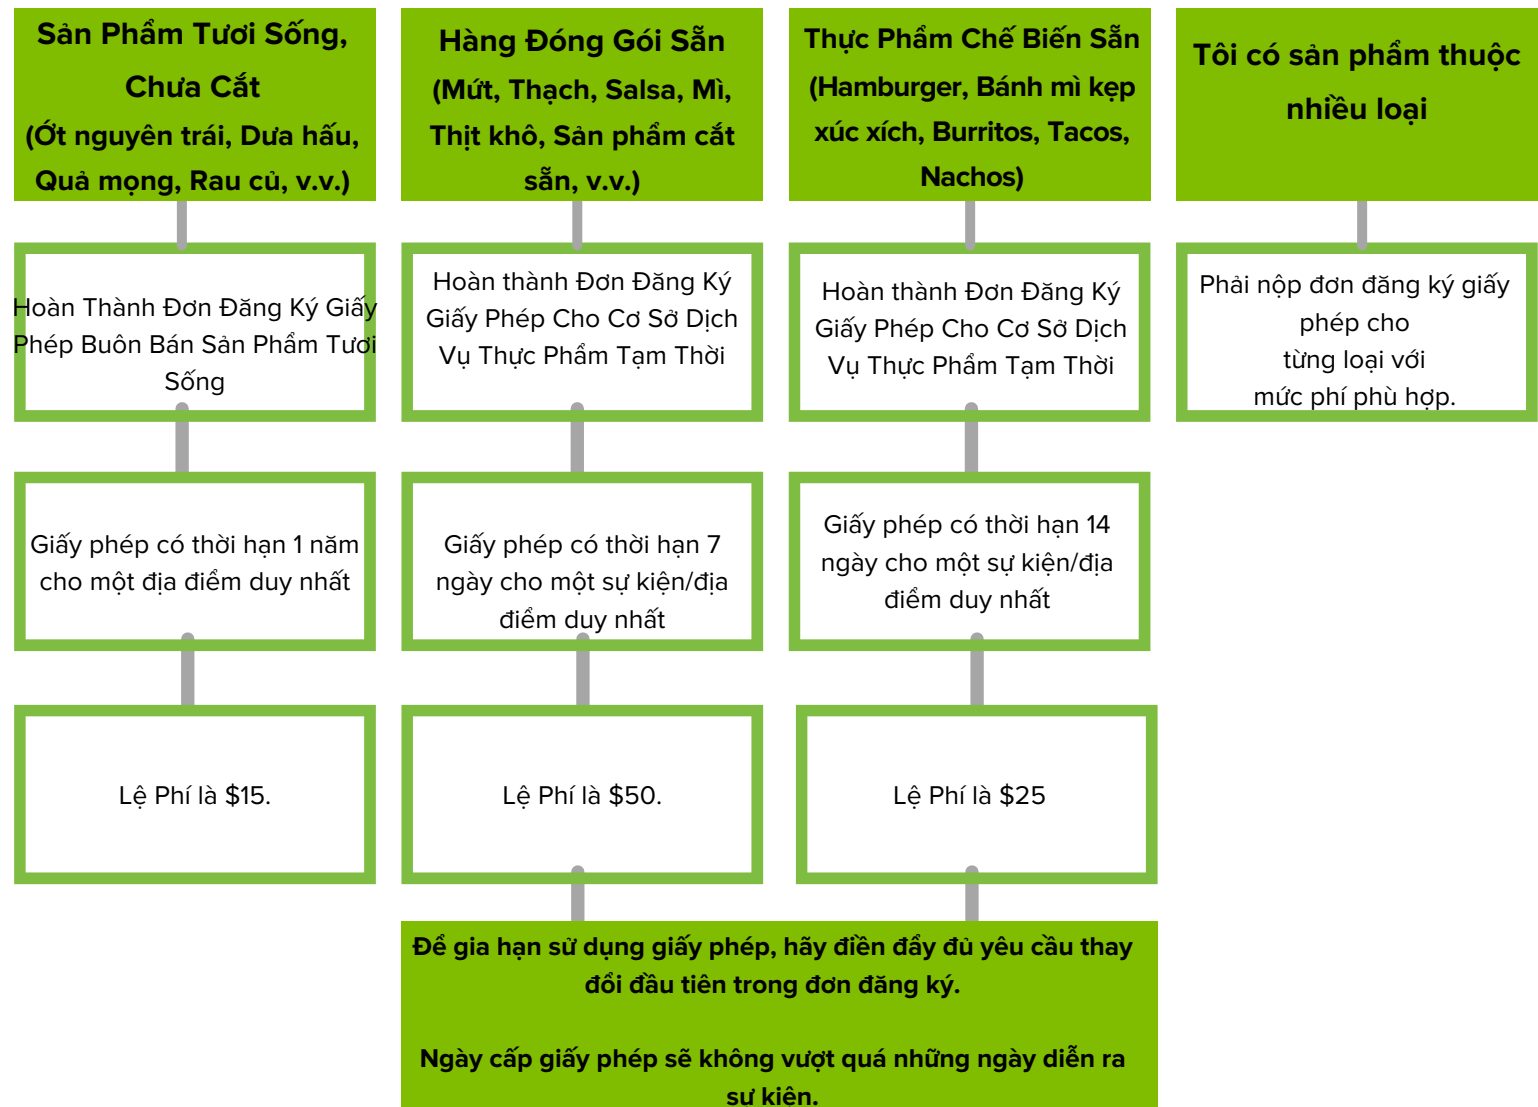 Sản Phẩm Tươi Sống,
Chưa Cắt
(Ớt nguyên trái, Dưa hấu,
Quả mọng, Rau củ, v.v.)
Hoàn Thành Đơn Đăng Ký Giấy
Phép Buôn Bán Sản Phẩm Tươi
Sống
Giấy phép có thời hạn 1 năm
cho một địa điểm duy nhất
Lệ Phí là $15.
Hàng Đóng Gói Sẵn
(Mứt, Thạch, Salsa, Mì,
Thịt khô, Sản phẩm cắt
sẵn, v.v.)
Hoàn thành Đơn Đăng Ký
Giấy Phép Cho Cơ Sở Dịch
Vụ Thực Phẩm Tạm Thời
Giấy phép có thời hạn 7
ngày cho một sự kiện/địa
điểm duy nhất
Lệ Phí là $50.
Thực Phẩm Chế Biến Sẵn
(Hamburger, Bánh mì kẹp
xúc xích, Burritos, Tacos,
Nachos)
Hoàn thành Đơn Đăng Ký
Giấy Phép Cho Cơ Sở Dịch
Vụ Thực Phẩm Tạm Thời
Giấy phép có thời hạn 14
ngày cho một sự kiện/địa
điểm duy nhất
Lệ Phí là $25
Tôi có sản phẩm thuộc
nhiều loại
Phải nộp đơn đăng ký giấy
phép cho
từng loại với
mức phí phù hợp.
Để gia hạn sử dụng giấy phép, hãy điền đầy đủ yêu cầu thay
đổi đầu tiên trong đơn đăng ký.
Ngày cấp giấy phép sẽ không vượt quá những ngày diễn ra
sự kiện.